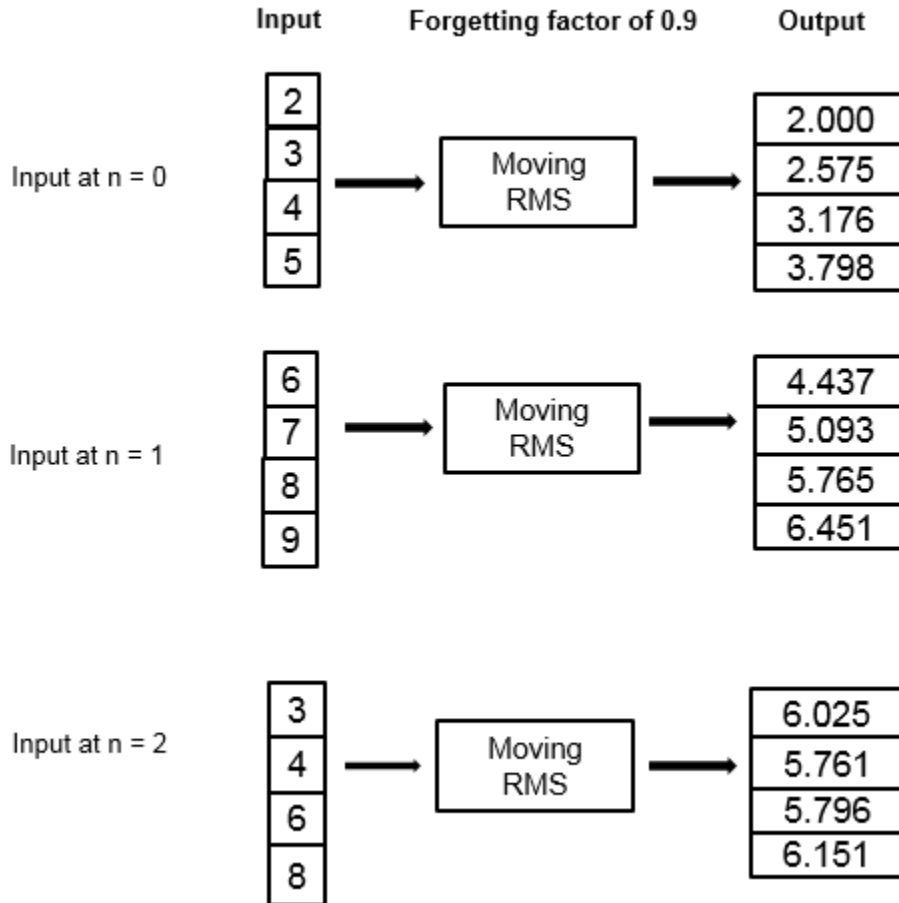 Input Forgetting factor of 0.9 Output
Input at n = 0
2
3
4
5
Moving
RMS
2.000
2.575
3.176
3.798
Input at n = 1
6
7
8
9
Moving
RMS
4.437
5.093
5.765
6.451
Input at n = 2
3
4
6
8
Moving
RMS
6.025
5.761
5.796
6.151